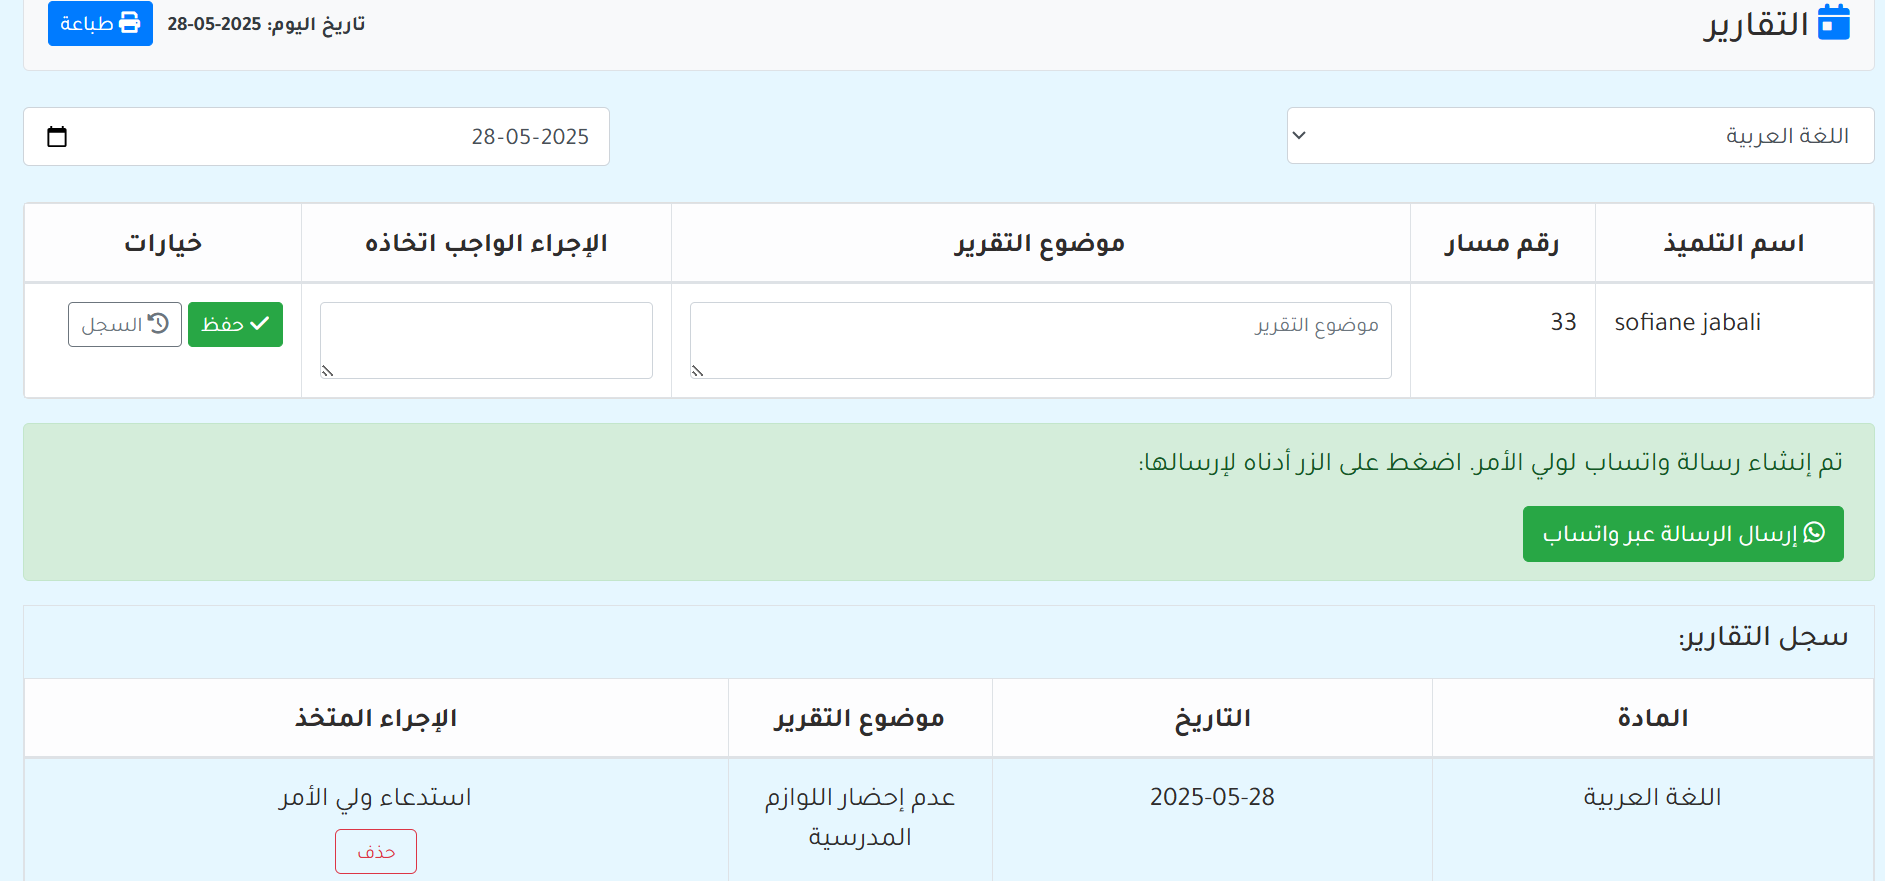 التقارير
تاريخ اليوم: 2025-05-28
طباعة
اللغة العربية
28-05-2025
اسم التلميذ
رقم مسار
موضوع التقرير
الإجراء الواجب اتخاذه
خيارات
sofiane jabali
33
موضوع التقرير
حفظ
السجل
تم إنشاء رسالة واتساب لولي الأمر. اضغط على الزر أدناه لإرسالها:
إرسال الرسالة عبر واتساب
سجل التقارير:
المادة
التاريخ
موضوع التقرير
الإجراء المتخذ
اللغة العربية
2025-05-28
عدم إحضار اللوازم
المدرسية
استدعاء ولي الأمر
حذف